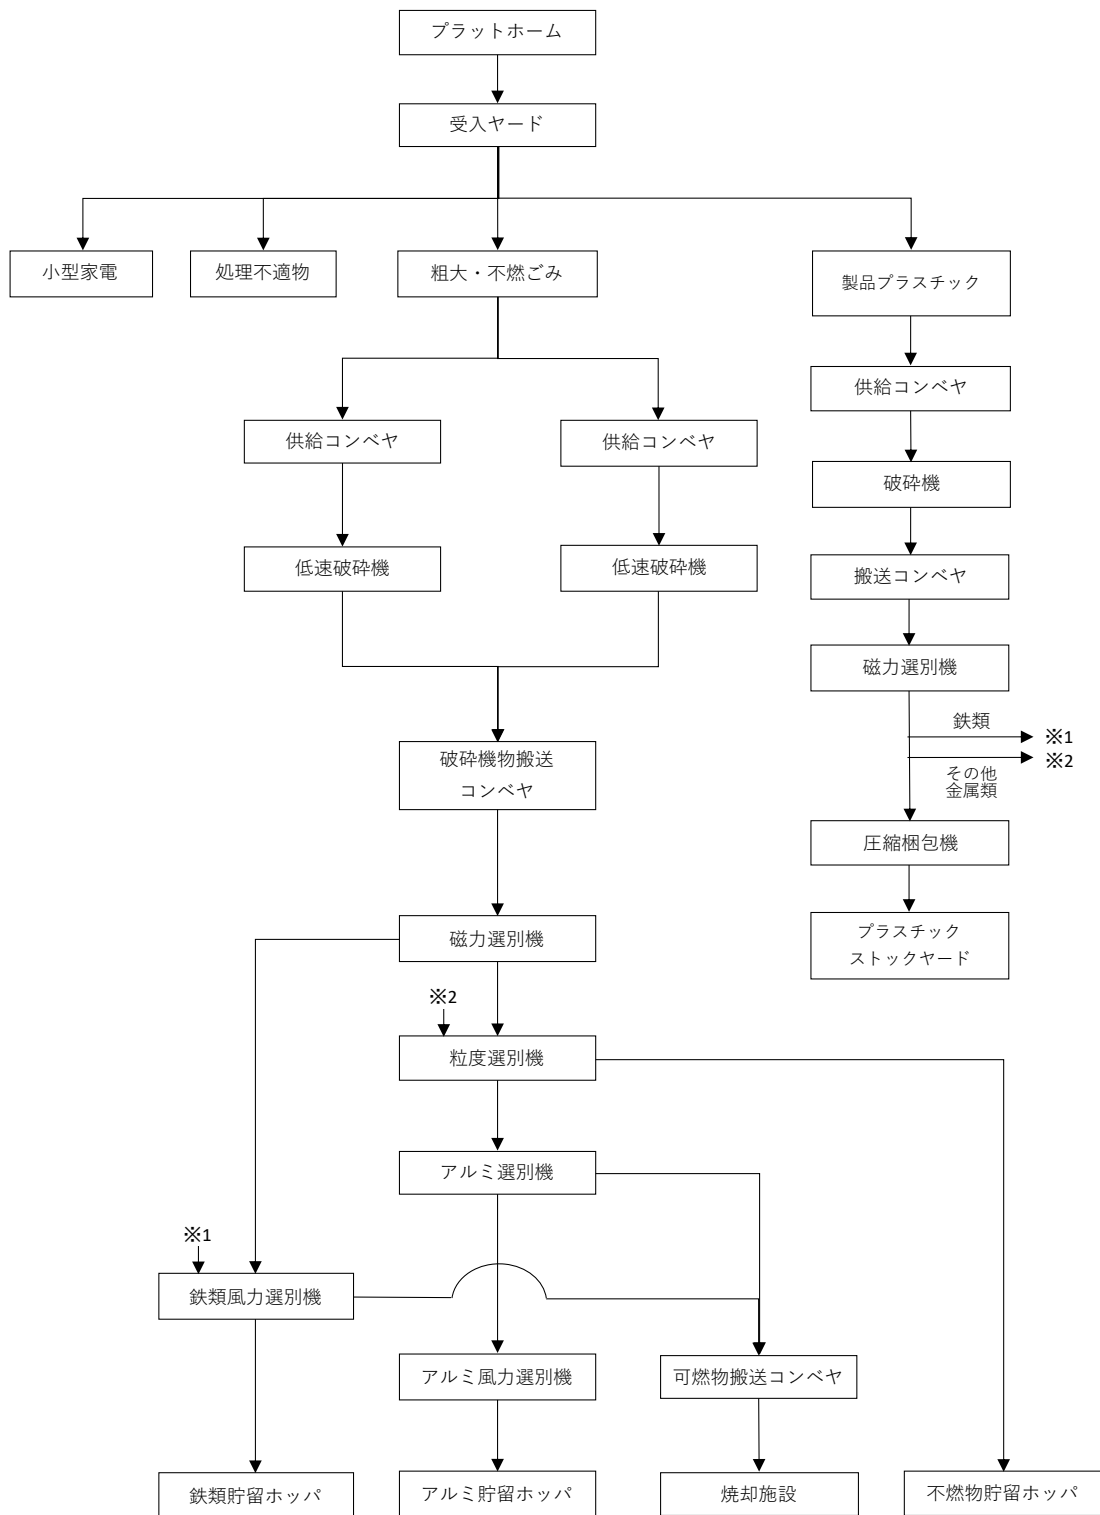 プラットホーム
受入ヤード
小型家電
処理不適物
粗大・不燃ごみ
製品プラスチック
供給コンベヤ
供給コンベヤ
供給コンベヤ
破砕機
低速破砕機
低速破砕機
搬送コンベヤ
磁力選別機
鉄類
※1
※2
その他
金属類
破砕機物搬送
コンベヤ
圧縮梱包機
磁力選別機
プラスチック
ストックヤード
※2
粒度選別機
アルミ選別機
※1
鉄類風力選別機
アルミ風力選別機
可燃物搬送コンベヤ
鉄類貯留ホッパ
アルミ貯留ホッパ
焼却施設
不燃物貯留ホッパ